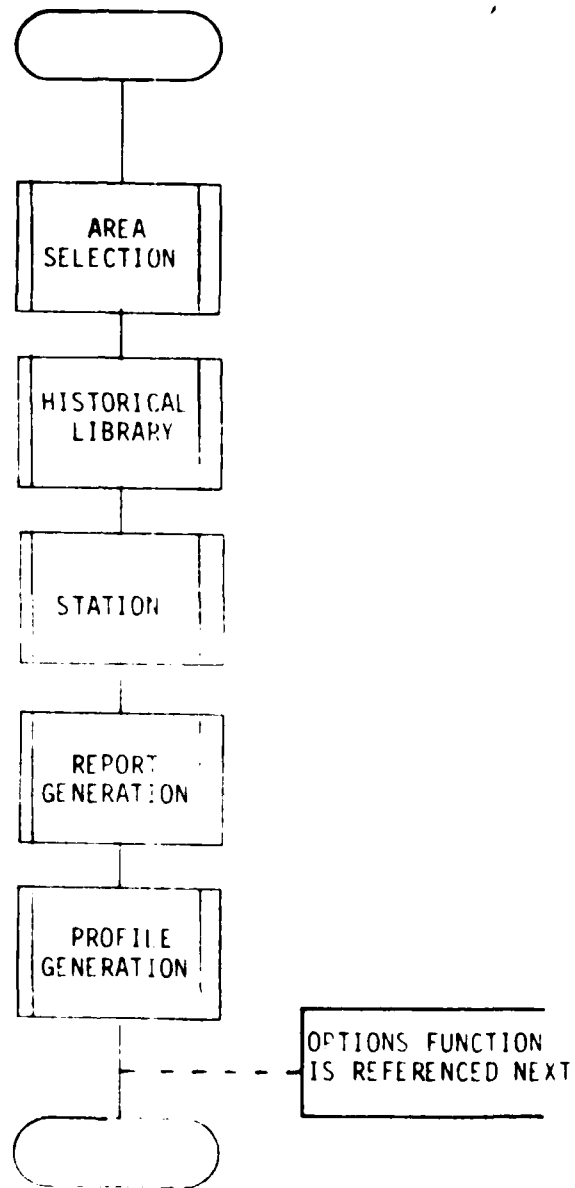 AREA
SELECTION
HISTORICAL
LIBRARY
STATION
REPORT
GENERATION
PROFILE
GENERATION
OPTIONS FUNCTION
IS REFERENCED NEXT